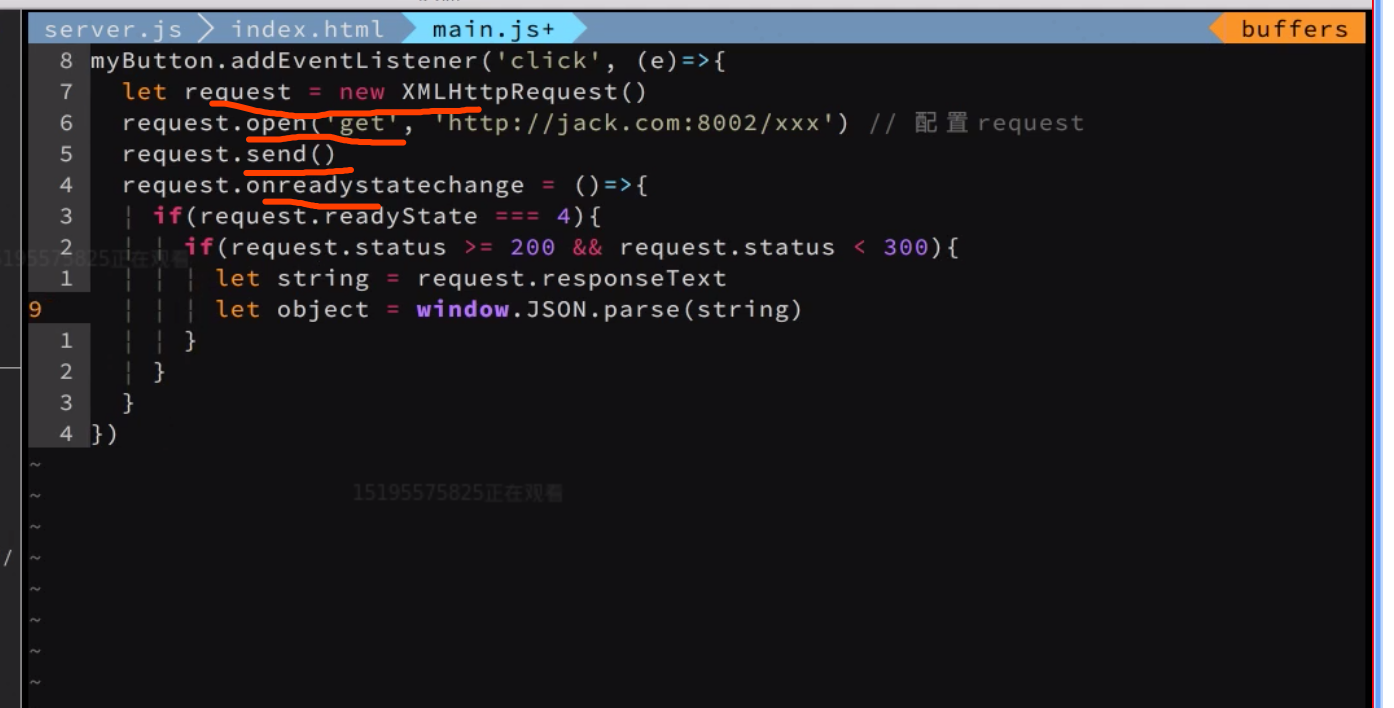 server.js index.html main.js+ buffers
8 myButton.addEventListener('click', (e)=>{
7 let request = new XMLHttpRequest()
6 request.open('get', 'http://jack.com:8002/xxx') // 配置request
5 request.send()
4 request.onreadystatechange = ()=>{
3 if(request.readyState === 4){
2 if(request.status >= 200 && request.status < 300){
1 let string = request.responseText
9 let object = window.JSON.parse(string)
1 }
2 }
3 }
4 })
~
~
15195575825正在观看
~
~
/ ~
~
~
~
~